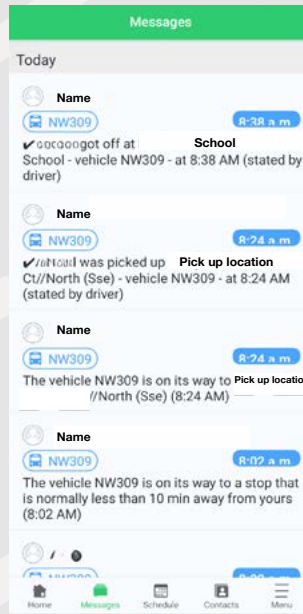 Messages
Today
Name
NW309 8:38 a.m
✓ got off at School
School - vehicle NW309 - at 8:38 AM (stated by
driver)
Name
NW309 8:24 a.m
✓ was picked up Pick up location
Ct//North (Sse) - vehicle NW309 - at 8:24 AM
(stated by driver)
Name
NW309 8:24 a.m
The vehicle NW309 is on its way to Pick up locatio
//North (Sse) (8:24 AM)
Name
NW309 8:02 a.m
The vehicle NW309 is on its way to a stop that
is normally less than 10 min away from yours
(8:02 AM)
Home Messages Schedule Contacts Menu